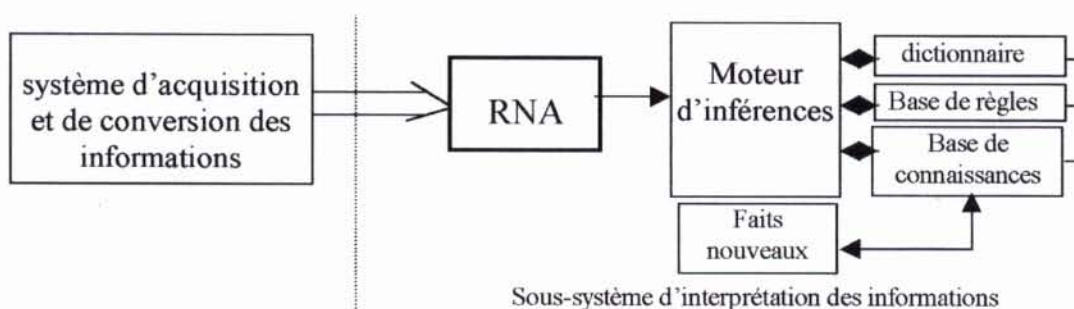 système d'acquisition
et de conversion des
informations
RNA
Moteur
d'inférences
dictionnaire
Base de règles
Base de
connaissances
Faits
nouveaux
Sous-système d'interprétation des informations